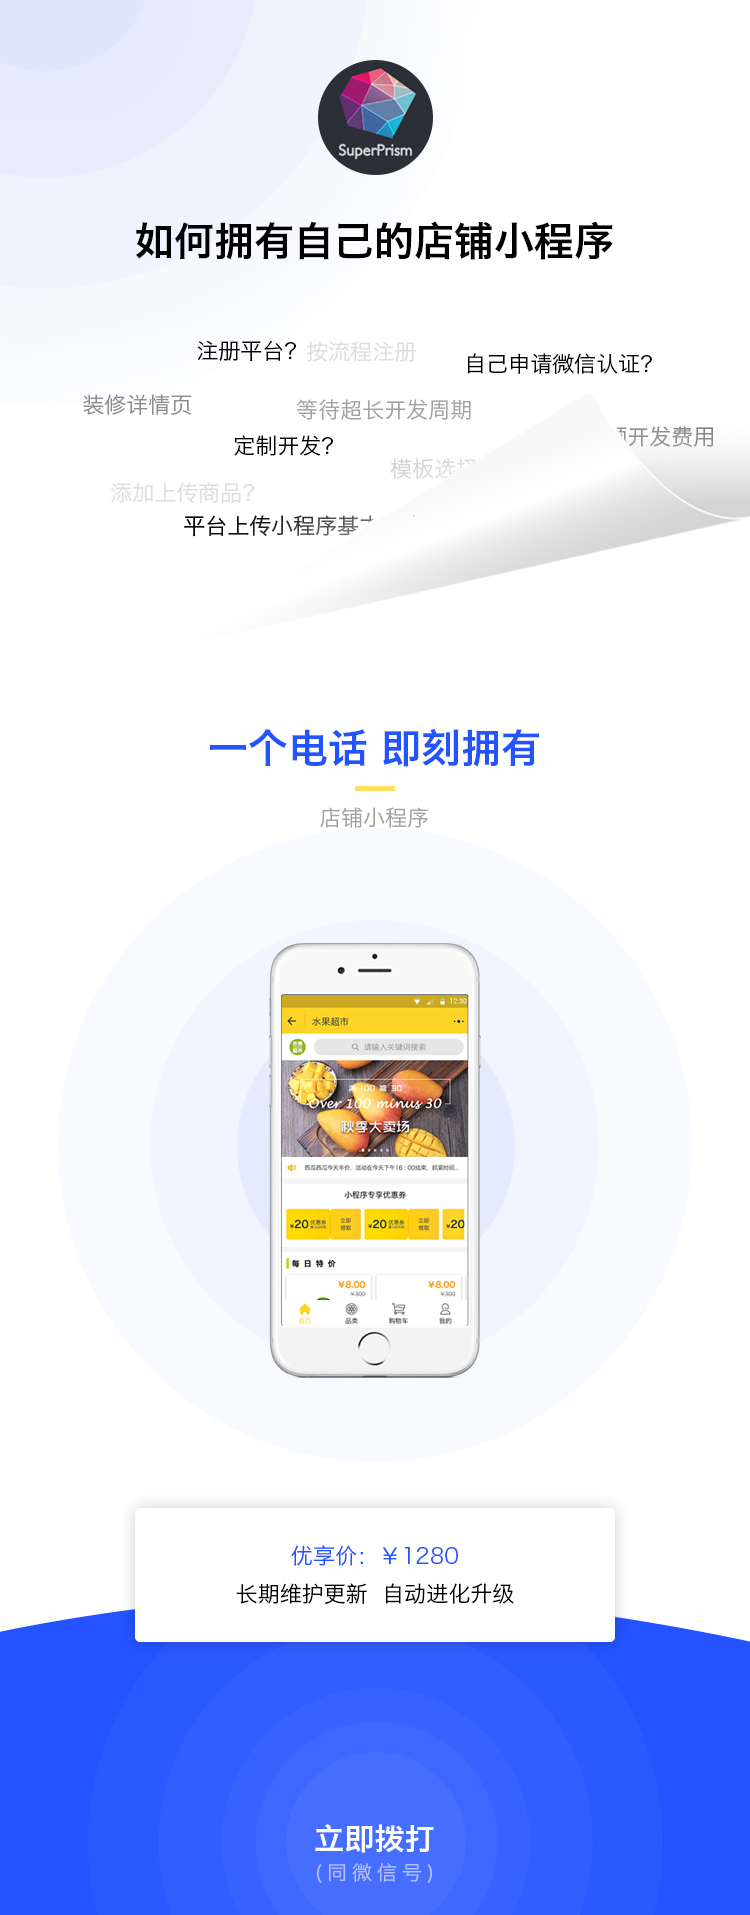 SuperPrism
如何拥有自己的店铺小程序
注册平台? 按流程注册
自己申请微信认证?
装修详情页
等待超长开发周期
开发费用
定制开发?
模板选
添加上传商品?
平台上传小程序基
一个电话 即刻拥有
店铺小程序
12:30
水果超市
请输入关键词搜索
满 100 减 30
Over 100 minus 30
秋季大卖场
西瓜西瓜今天半价，活动在今天下午16：00结束，抓紧时间...
小程序专享优惠券
¥20 优惠券 立即领取 ¥20 优惠券 立即领取 ¥20
每日特价
¥8.00 ¥8.00
¥300 ¥300
首页 品类 购物车 我的
优享价: ¥1280
长期维护更新 自动进化升级
立即拨打
(同微信号)